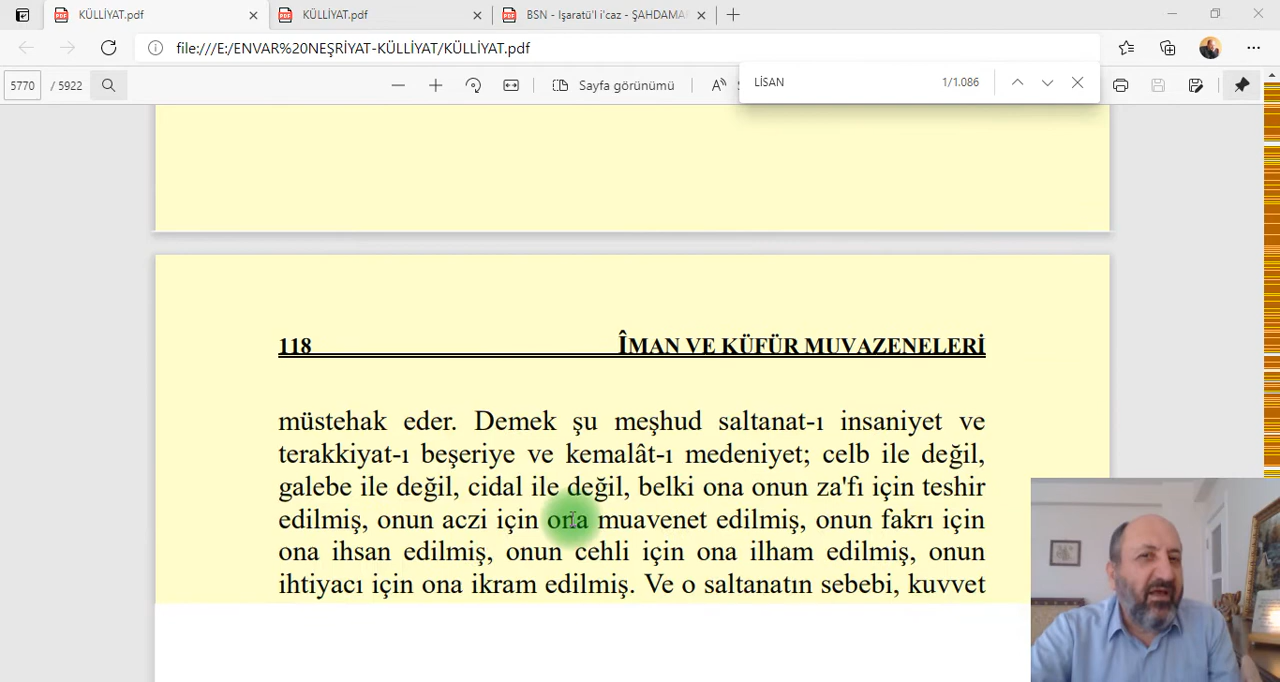 KÜLLİYAT.pdf
KÜLLİYAT.pdf
BSN - Işaratü'l i'caz - ŞAHDAMA
file:///E:/ENVAR%20NEŞRİYAT-KÜLLİYAT/KÜLLİYAT.pdf
5770 / 5922
Sayfa görünümü
LİSAN 1/1.086
118 ÎMAN VE KÜFÜR MUVAZENELERİ
müstehak eder. Demek şu meşhud saltanat-ı insaniyet ve
terakkiyat-ı beşeriye ve kemalât-ı medeniyet; celb ile değil,
galebe ile değil, cidal ile değil, belki ona onun za'fı için teshir
edilmiş, onun aczi için ona muavenet edilmiş, onun fakrı için
ona ihsan edilmiş, onun cehli için ona ilham edilmiş, onun
ihtiyacı için ona ikram edilmiş. Ve o saltanatın sebebi, kuvvet